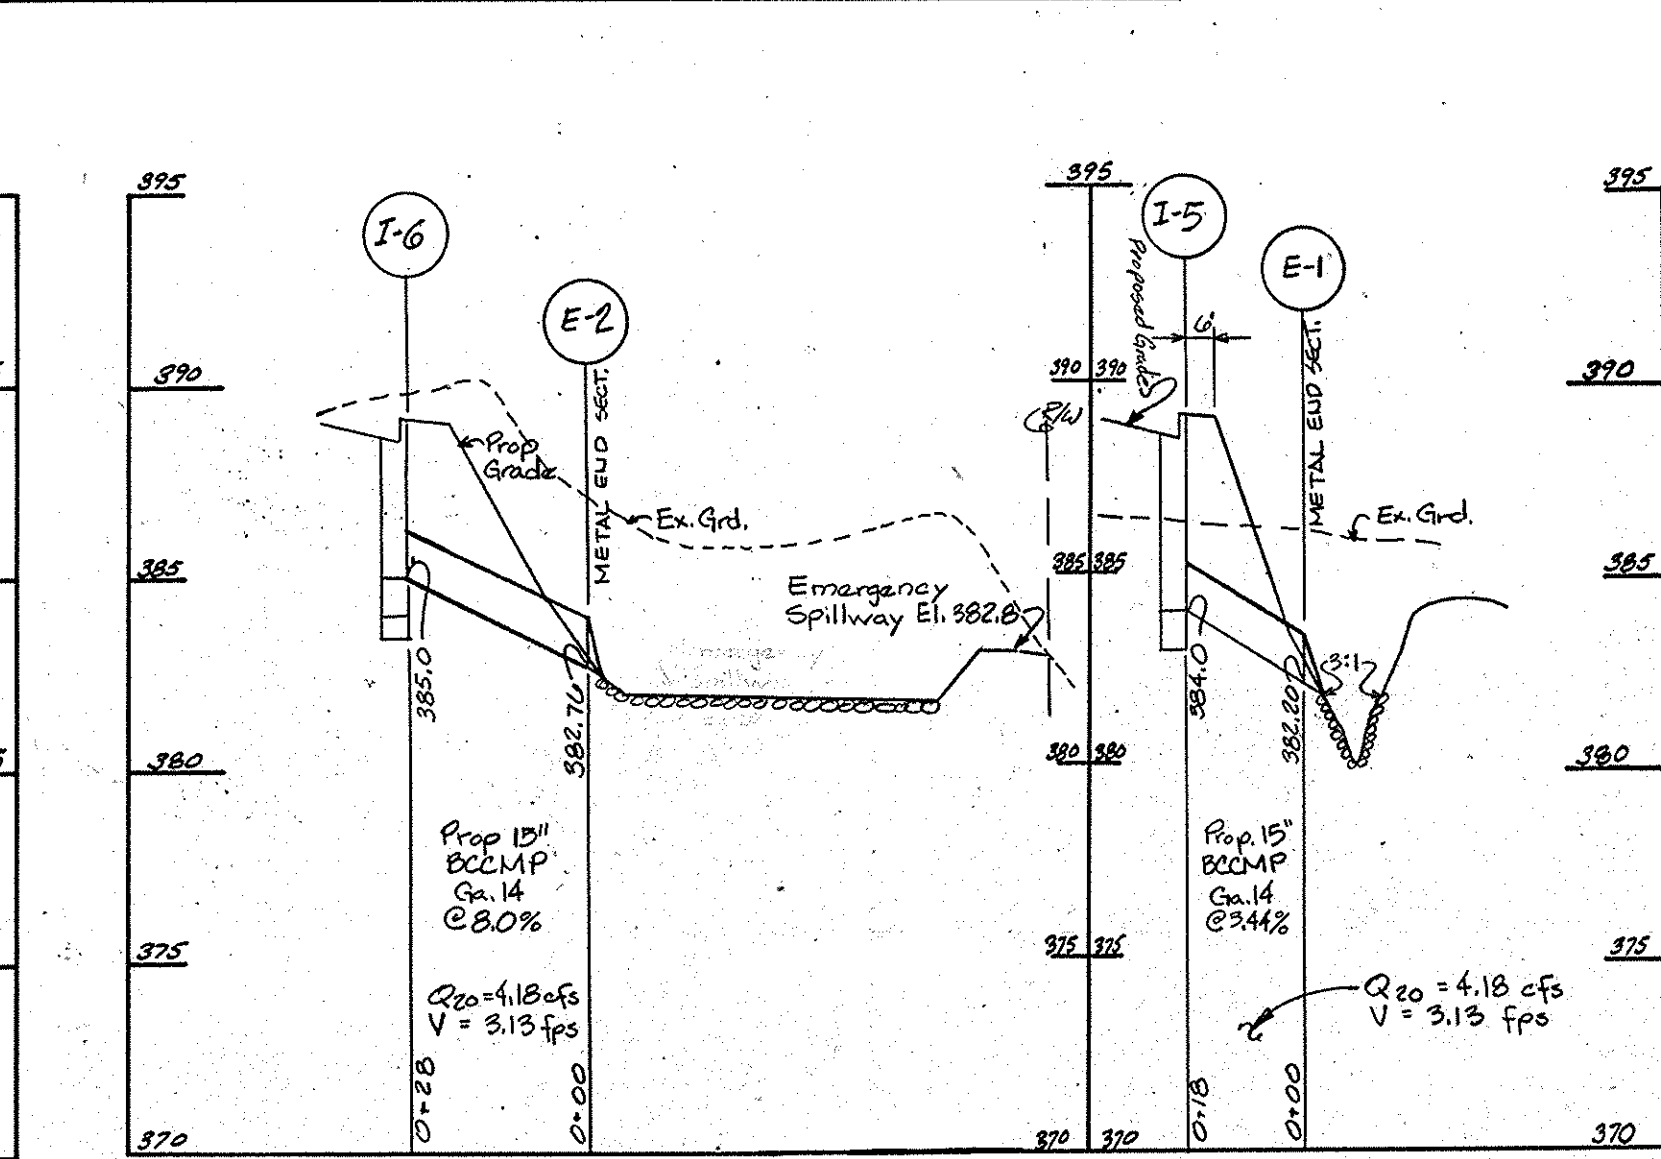 395
390
385
380
375
370
I-6
E-2
METAL END SECT.
Prop
Grade
Ex. Grd.
Emergency
Spillway El. 382.8
R/W
385.0
382.76
Prop 15"
BCCMP
Ga. 14
@ 8.0%
Q20 = 4.18 cfs
V = 3.13 fps
0+28
0+00
395
390 390
385 385
380 380
375 375
370 370
I-5
E-1
Proposed Grades
6'
METAL END SECT.
Ex. Grd.
3:1
384.0
382.20
Prop. 15"
BCCMP
Ga. 14
@ 3.44%
Q20 = 4.18 cfs
V = 3.13 fps
0+18
0+00
395
390
385
380
375
370